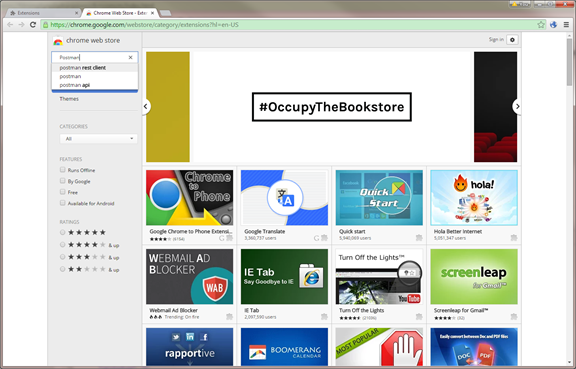 Extensions
Chrome Web Store - Exten
https://chrome.google.com/webstore/category/extensions?hl=en-US
chrome web store
Sign in
Postman
postman rest client
postman
postman api
Themes
CATEGORIES
All
FEATURES
Runs Offline
By Google
Free
Available for Android
RATINGS
& up
& up
& up
#OccupyTheBookstore
Chrome to Phone
Google Chrome to Phone Extensi...
(9794)
Google Translate
3,360,737 users
Quick Start
Quick start
5,940,069 users
hola!
Hola Better Internet
5,051,347 users
WEBMAIL AD BLOCKER
WAB
Webmail Ad Blocker
Trending: On fire
IE Tab
Say Goodbye to IE
IE Tab
2,097,590 users
Turn Off the Lights™
YouTube
Turn Off the Lights
screenleap
for Gmail™
Screenleap for Gmail™
(52)
rapportive
BOOMERANG
CALENDAR
MOST POPULAR
Easily convert between Doc and PDF files
DOC
PDF